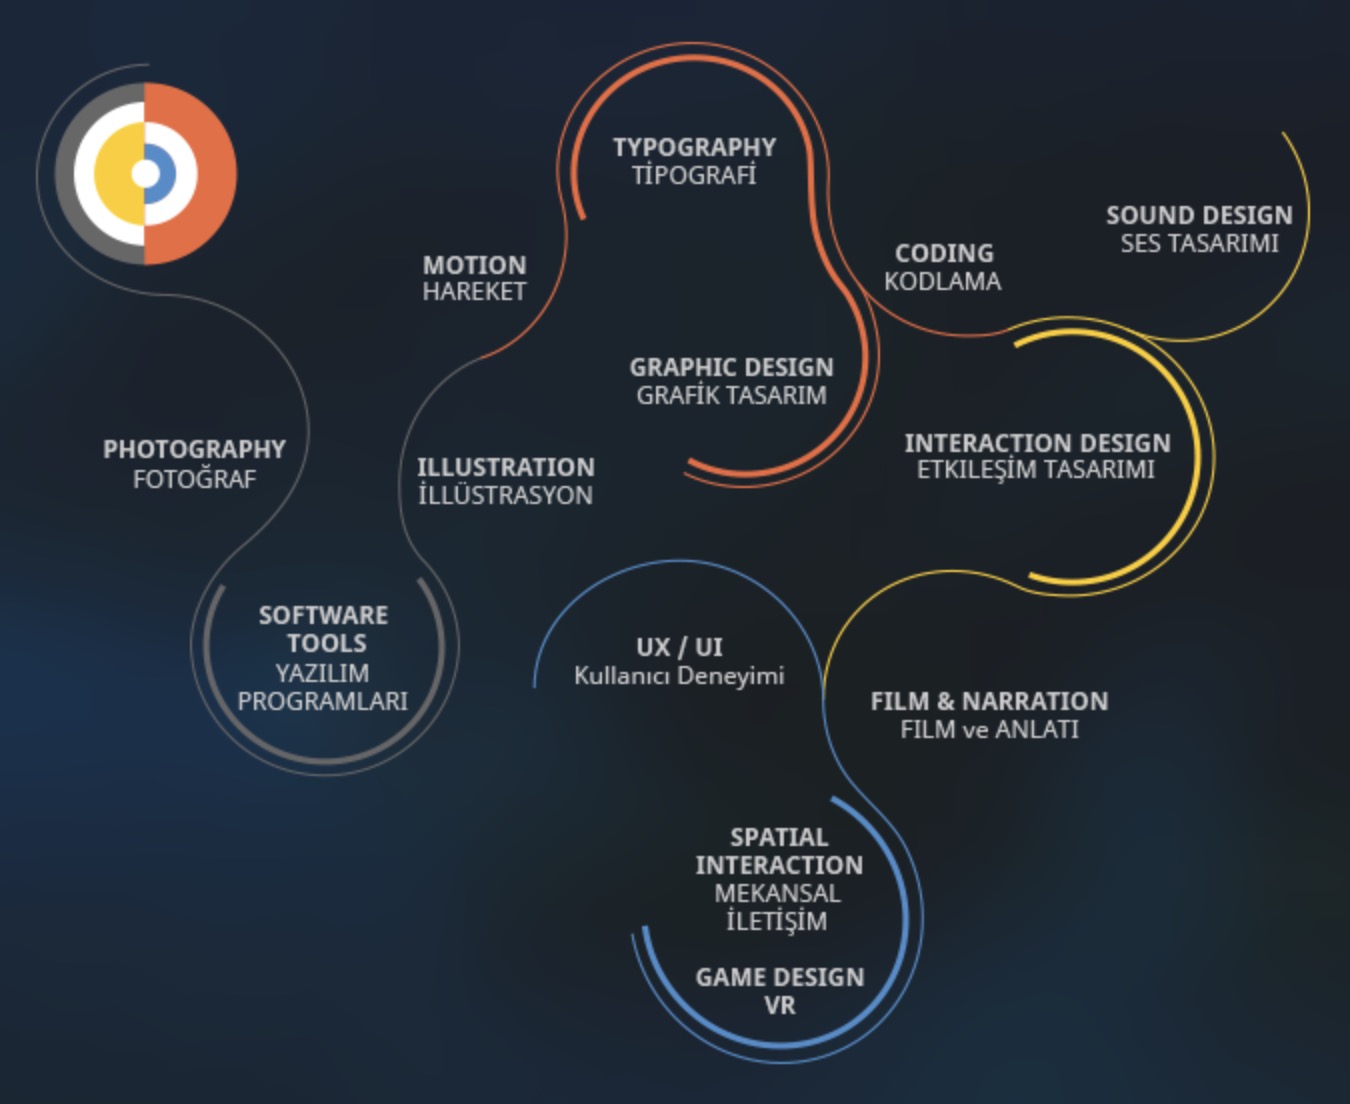 TYPOGRAPHY
TİPOGRAFİ
SOUND DESIGN
SES TASARIMI
MOTION
HAREKET
CODING
KODLAMA
GRAPHIC DESIGN
GRAFİK TASARIM
PHOTOGRAPHY
FOTOĞRAF
ILLUSTRATION
İLLÜSTRASYON
INTERACTION DESIGN
ETKILEŞİM TASARIMI
SOFTWARE
TOOLS
YAZILIM
PROGRAMLARI
UX / UI
Kullanıcı Deneyimi
FILM & NARRATION
FILM ve ANLATI
SPATIAL
INTERACTION
MEKANSAL
İLETİŞİM
GAME DESIGN
VR